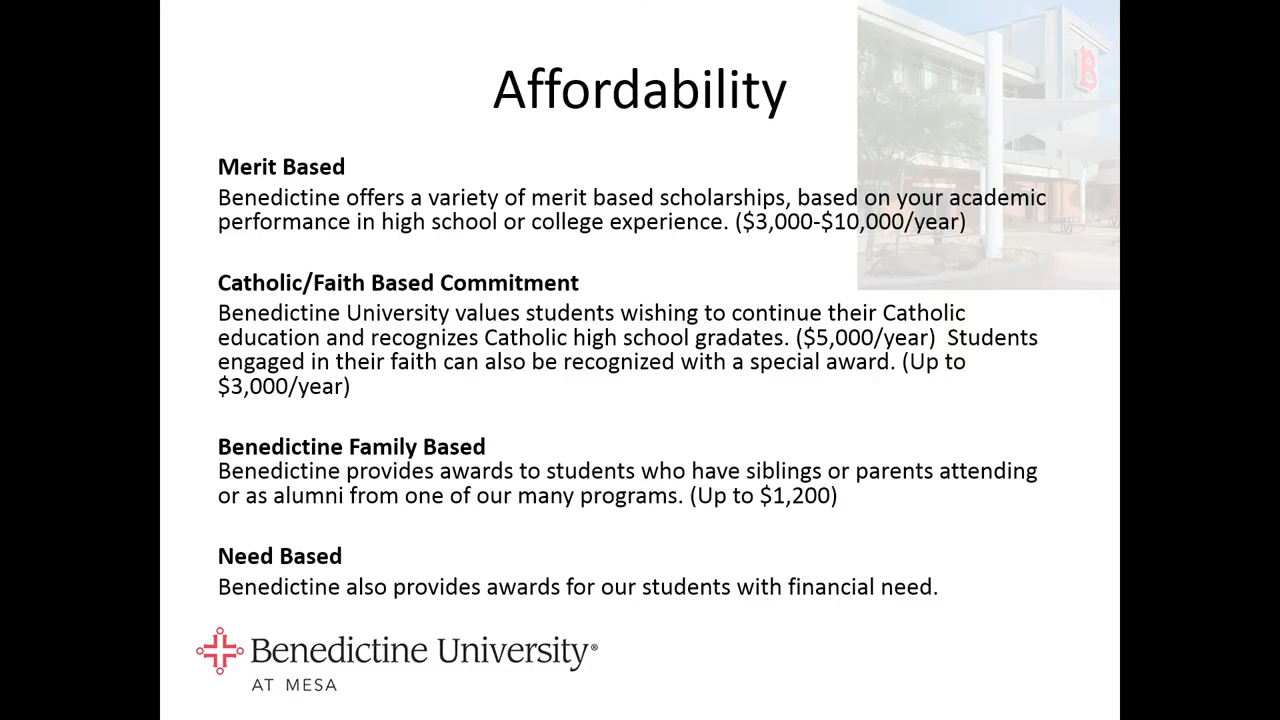 Affordability
Merit Based
Benedictine offers a variety of merit based scholarships, based on your academic
performance in high school or college experience. ($3,000-$10,000/year)
Catholic/Faith Based Commitment
Benedictine University values students wishing to continue their Catholic
education and recognizes Catholic high school gradates. ($5,000/year)  Students
engaged in their faith can also be recognized with a special award. (Up to
$3,000/year)
Benedictine Family Based
Benedictine provides awards to students who have siblings or parents attending
or as alumni from one of our many programs. (Up to $1,200)
Need Based
Benedictine also provides awards for our students with financial need.
Benedictine University®
AT MESA
B